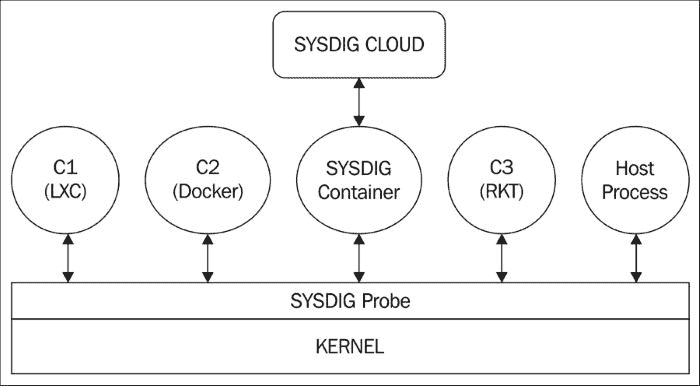 SYSDIG CLOUD
C1
(LXC)
C2
(Docker)
SYSDIG
Container
C3
(RKT)
Host
Process
SYSDIG Probe
KERNEL